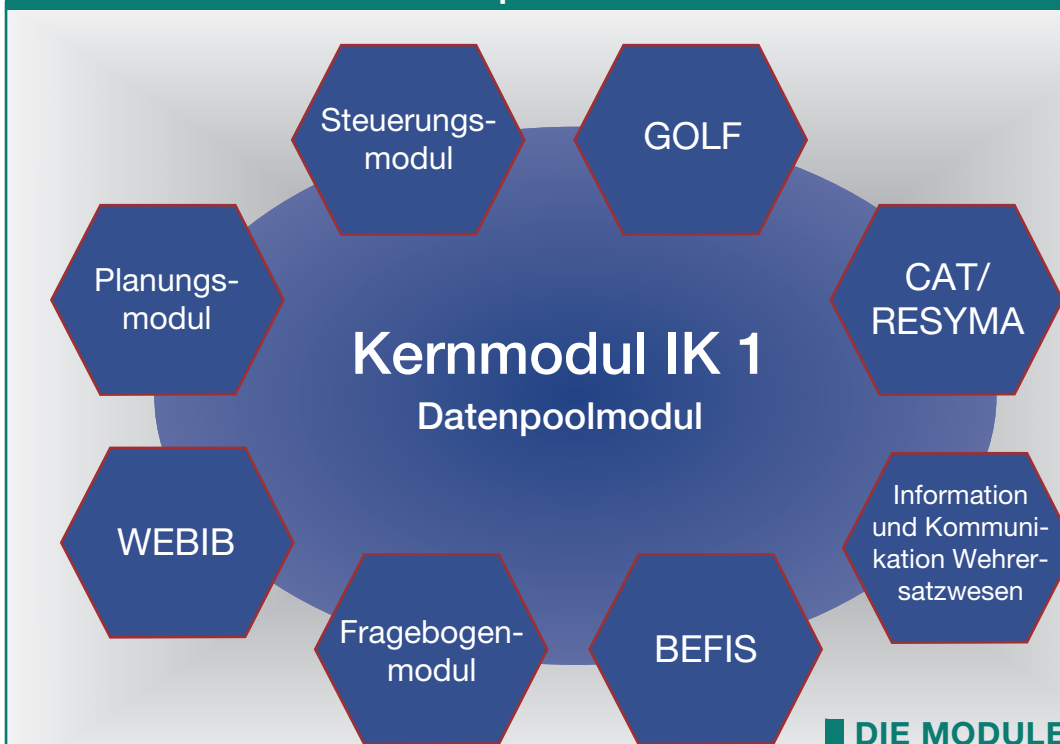 Steuerungs-
modul
GOLF
Planungs-
modul
CAT/
RESYMA
Kernmodul IK 1
Datenpoolmodul
WEBIB
Information
und Kommuni-
kation Wehrer-
satzwesen
Fragebogen-
modul
BEFIS
DIE MODULE